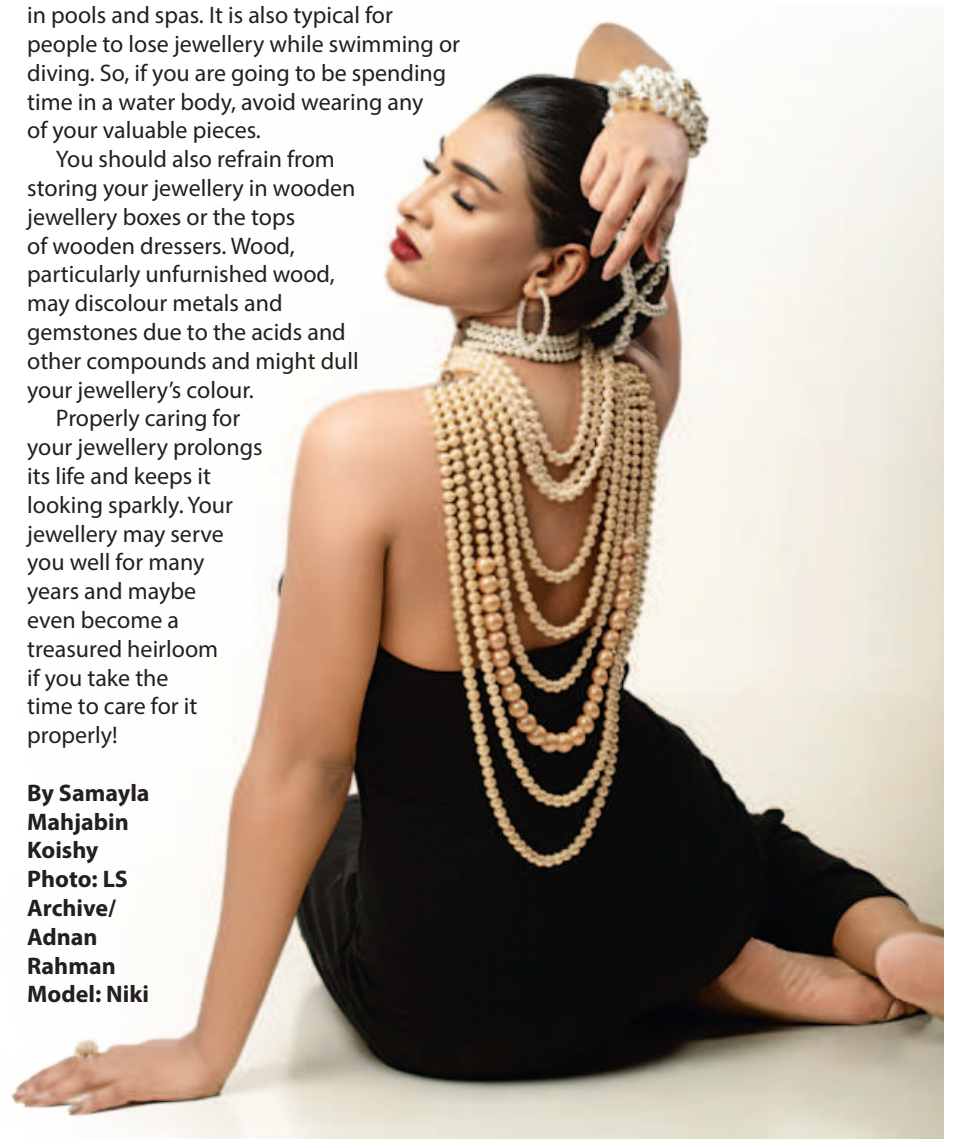 in pools and spas. It is also typical for
people to lose jewellery while swimming or
diving. So, if you are going to be spending
time in a water body, avoid wearing any
of your valuable pieces.
You should also refrain from
storing your jewellery in wooden
jewellery boxes or the tops
of wooden dressers. Wood,
particularly unfurnished wood,
may discolour metals and
gemstones due to the acids and
other compounds and might dull
your jewellery’s colour.
Properly caring for
your jewellery prolongs
its life and keeps it
looking sparkly. Your
jewellery may serve
you well for many
years and maybe
even become a
treasured heirloom
if you take the
time to care for it
properly!
By Samayla
Mahjabin
Koishy
Photo: LS
Archive/
Adnan
Rahman
Model: Niki